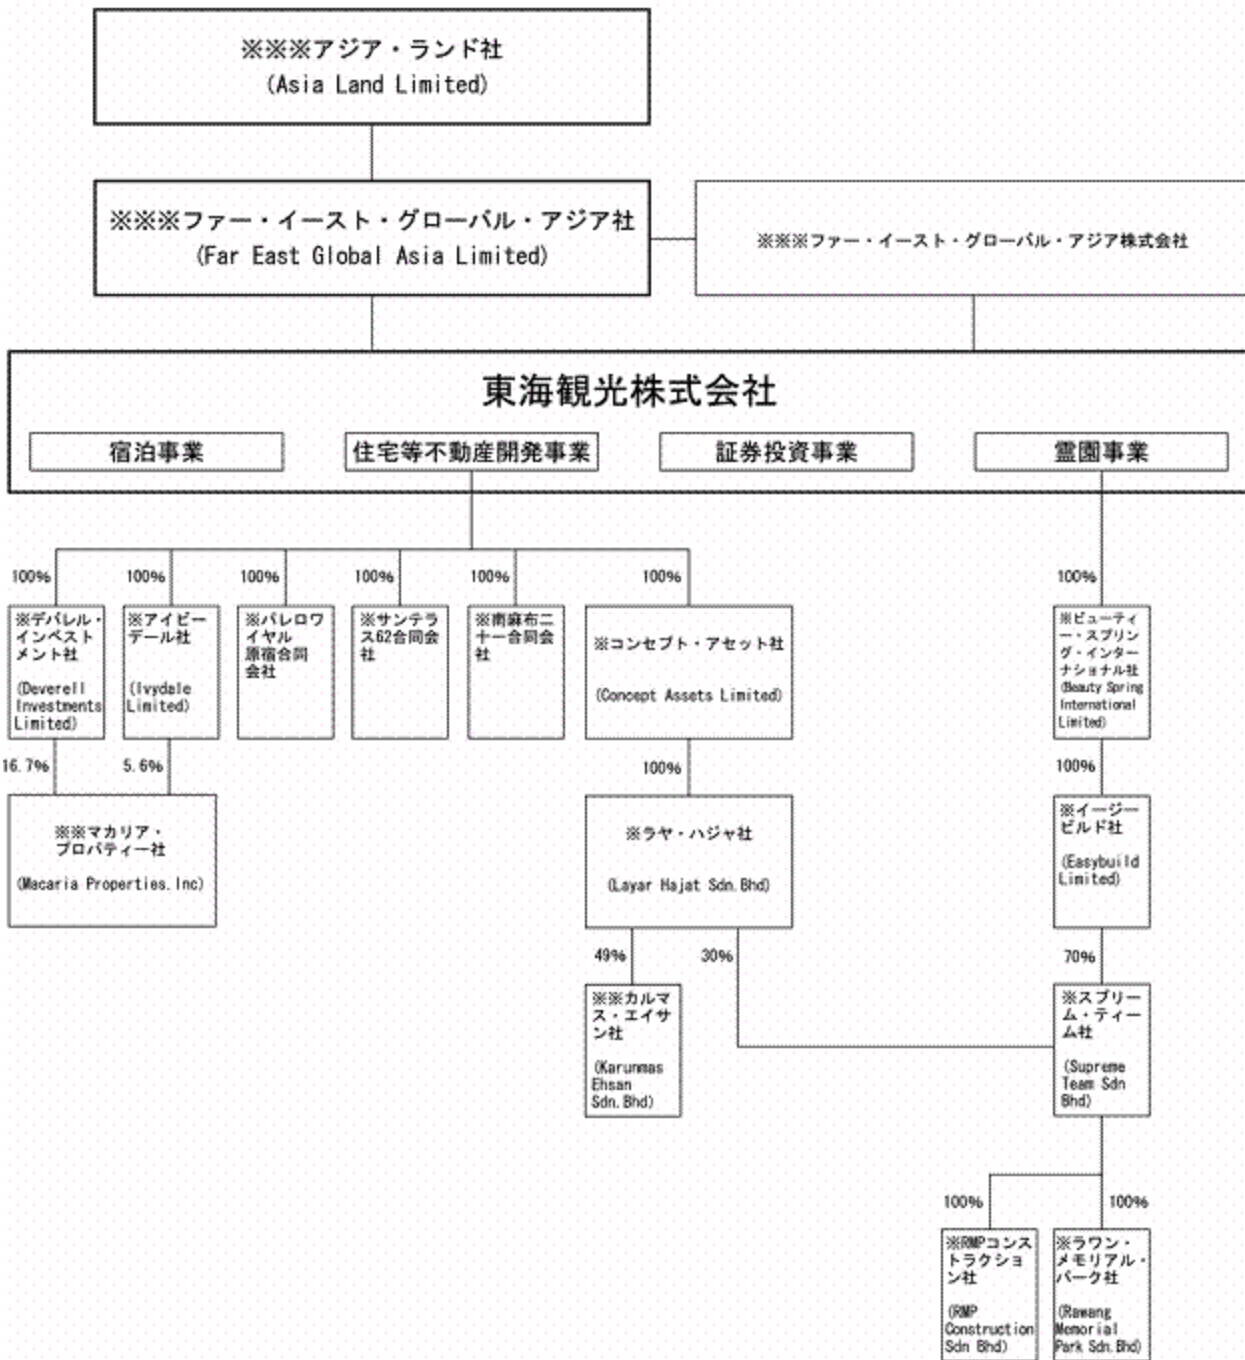 ※※※アジア・ランド社
(Asia Land Limited)
※※※ファー・イースト・グローバル・アジア社
(Far East Global Asia Limited)
※※※ファー・イースト・グローバル・アジア株式会社
東海観光株式会社
宿泊事業
住宅等不動産開発事業
証券投資事業
霊園事業
100%
100%
100%
100%
100%
100%
100%
※デバレル・
インベスト
メント社
(Deverell
Investments
Limited)
※アイビー
デール社
(Ivydale
Limited)
※パレロワ
イヤル
原宿合同
会社
※サンテラ
ス62合同会
社
※南麻布二
十一合同会
社
※コンセプト・アセット社
(Concept Assets Limited)
※ビューティ
ー・スプリン
グ・インター
ナショナル社
(Beauty Spring
International
Limited)
16.7%
5.6%
100%
100%
※※マカリア・
プロパティー社
(Macaria Properties.Inc)
※ラヤ・ハジャ社
(Layar Hajat Sdn.Bhd)
※イージー
ビルド社
(Easybuild
Limited)
49%
30%
70%
※※カルマ
ス・エイサ
ン社
(Karunmas
Ehsan
Sdn.Bhd)
※スプリー
ム・ティー
ム社
(Supreme
Team Sdn
Bhd)
100%
100%
※RMPコンス
トラクショ
ン社
(RMP
Construction
Sdn Bhd)
※ラワン・
メモリアル・
パーク社
(Rawang
Memorial
Park Sdn.Bhd)